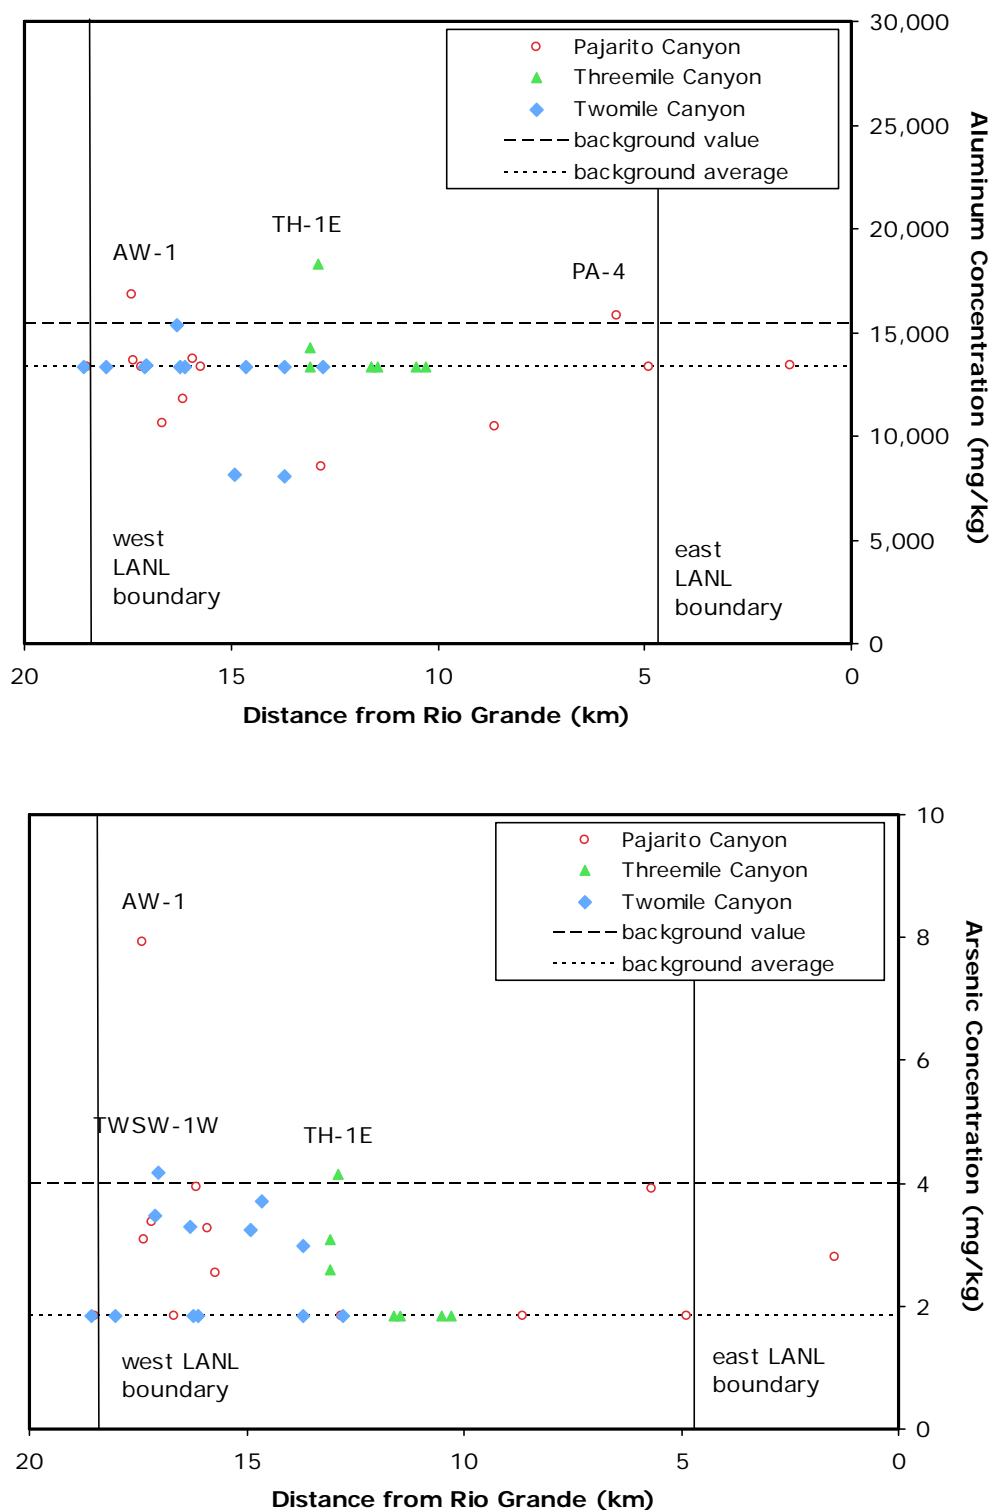 30,000
Pajarito Canyon
Threemile Canyon
Twomile Canyon
background value
background average
25,000
20,000
15,000
10,000
5,000
0
Aluminum Concentration (mg/kg)
TH-1E
AW-1
PA-4
west
LANL
boundary
east
LANL
boundary
20
15
10
5
0
Distance from Rio Grande (km)
10
Pajarito Canyon
Threemile Canyon
Twomile Canyon
background value
background average
8
6
4
2
0
Arsenic Concentration (mg/kg)
AW-1
TWSW-1W
TH-1E
west LANL
boundary
east LANL
boundary
20
15
10
5
0
Distance from Rio Grande (km)